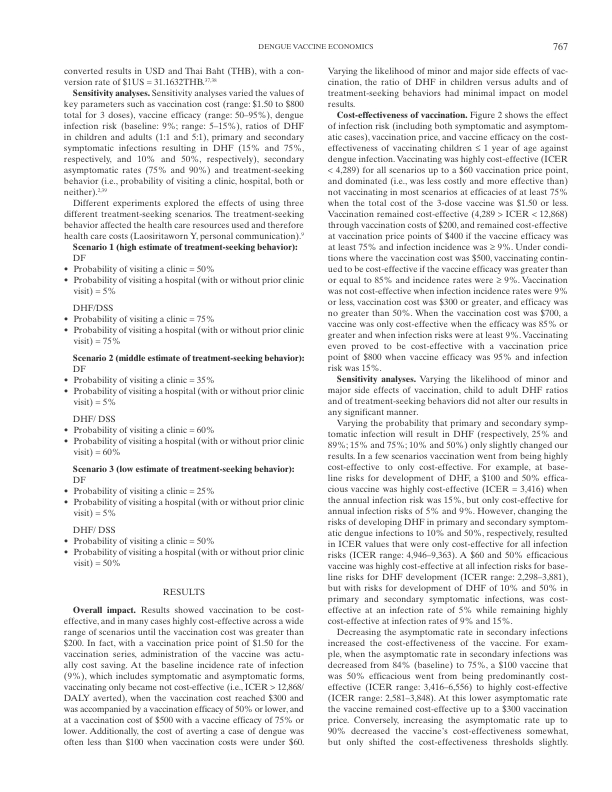 DENGUE VACCINE ECONOMICS
767
converted results in USD and Thai Baht (THB), with a con-
version rate of $1US = 31.1632THB.37,38
Sensitivity analyses. Sensitivity analyses varied the values of
key parameters such as vaccination cost (range: $1.50 to $800
total for 3 doses), vaccine efficacy (range: 50–95%), dengue
infection risk (baseline: 9%; range: 5–15%), ratios of DHF
in children and adults (1:1 and 5:1), primary and secondary
symptomatic infections resulting in DHF (15% and 75%,
respectively, and 10% and 50%, respectively), secondary
asymptomatic rates (75% and 90%) and treatment-seeking
behavior (i.e., probability of visiting a clinic, hospital, both or
neither).2,39
Different experiments explored the effects of using three
different treatment-seeking scenarios. The treatment-seeking
behavior affected the health care resources used and therefore
health care costs (Laosiritaworn Y, personal communication).9
Scenario 1 (high estimate of treatment-seeking behavior):
DF
• Probability of visiting a clinic = 50%
• Probability of visiting a hospital (with or without prior clinic
visit) = 5%
DHF/DSS
• Probability of visiting a clinic = 75%
• Probability of visiting a hospital (with or without prior clinic
visit) = 75%
Scenario 2 (middle estimate of treatment-seeking behavior):
DF
• Probability of visiting a clinic = 35%
• Probability of visiting a hospital (with or without prior clinic
visit) = 5%
DHF/ DSS
• Probability of visiting a clinic = 60%
• Probability of visiting a hospital (with or without prior clinic
visit) = 60%
Scenario 3 (low estimate of treatment-seeking behavior):
DF
• Probability of visiting a clinic = 25%
• Probability of visiting a hospital (with or without prior clinic
visit) = 5%
DHF/ DSS
• Probability of visiting a clinic = 50%
• Probability of visiting a hospital (with or without prior clinic
visit) = 50%
RESULTS
Overall impact. Results showed vaccination to be cost-
effective, and in many cases highly cost-effective across a wide
range of scenarios until the vaccination cost was greater than
$200. In fact, with a vaccination price point of $1.50 for the
vaccination series, administration of the vaccine was actu-
ally cost saving. At the baseline incidence rate of infection
(9%), which includes symptomatic and asymptomatic forms,
vaccinating only became not cost-effective (i.e., ICER > 12,868/
DALY averted), when the vaccination cost reached $300 and
was accompanied by a vaccination efficacy of 50% or lower, and
at a vaccination cost of $500 with a vaccine efficacy of 75% or
lower. Additionally, the cost of averting a case of dengue was
often less than $100 when vaccination costs were under $60.
Varying the likelihood of minor and major side effects of vac-
cination, the ratio of DHF in children versus adults and of
treatment-seeking behaviors had minimal impact on model
results.
Cost-effectiveness of vaccination. Figure 2 shows the effect
of infection risk (including both symptomatic and asymptom-
atic cases), vaccination price, and vaccine efficacy on the cost-
effectiveness of vaccinating children ≤ 1 year of age against
dengue infection. Vaccinating was highly cost-effective (ICER
< 4,289) for all scenarios up to a $60 vaccination price point,
and dominated (i.e., was less costly and more effective than)
not vaccinating in most scenarios at efficacies of at least 75%
when the total cost of the 3-dose vaccine was $1.50 or less.
Vaccination remained cost-effective (4,289 > ICER < 12,868)
through vaccination costs of $200, and remained cost-effective
at vaccination price points of $400 if the vaccine efficacy was
at least 75% and infection incidence was ≥ 9%. Under condi-
tions where the vaccination cost was $500, vaccinating contin-
ued to be cost-effective if the vaccine efficacy was greater than
or equal to 85% and incidence rates were ≥ 9%. Vaccination
was not cost-effective when infection incidence rates were 9%
or less, vaccination cost was $300 or greater, and efficacy was
no greater than 50%. When the vaccination cost was $700, a
vaccine was only cost-effective when the efficacy was 85% or
greater and when infection rates were at least 9%. Vaccinating
even proved to be cost-effective with a vaccination price
point of $800 when vaccine efficacy was 95% and infection
risk was 15%.
Sensitivity analyses. Varying the likelihood of minor and
major side effects of vaccination, child to adult DHF ratios
and of treatment-seeking behaviors did not alter our results in
any significant manner.
Varying the probability that primary and secondary symp-
tomatic infection will result in DHF (respectively, 25% and
89%; 15% and 75%; 10% and 50%) only slightly changed our
results. In a few scenarios vaccination went from being highly
cost-effective to only cost-effective. For example, at base-
line risks for development of DHF, a $100 and 50% effica-
cious vaccine was highly cost-effective (ICER = 3,416) when
the annual infection risk was 15%, but only cost-effective for
annual infection risks of 5% and 9%. However, changing the
risks of developing DHF in primary and secondary symptom-
atic dengue infections to 10% and 50%, respectively, resulted
in ICER values that were only cost-effective for all infection
risks (ICER range: 4,946–9,363). A $60 and 50% efficacious
vaccine was highly cost-effective at all infection risks for base-
line risks for DHF development (ICER range: 2,298–3,881),
but with risks for development of DHF of 10% and 50% in
primary and secondary symptomatic infections, was cost-
effective at an infection rate of 5% while remaining highly
cost-effective at infection rates of 9% and 15%.
Decreasing the asymptomatic rate in secondary infections
increased the cost-effectiveness of the vaccine. For exam-
ple, when the asymptomatic rate in secondary infections was
decreased from 84% (baseline) to 75%, a $100 vaccine that
was 50% efficacious went from being predominantly cost-
effective (ICER range: 3,416–6,556) to highly cost-effective
(ICER range: 2,581–3,848). At this lower asymptomatic rate
the vaccine remained cost-effective up to a $300 vaccination
price. Conversely, increasing the asymptomatic rate up to
90% decreased the vaccine's cost-effectiveness somewhat,
but only shifted the cost-effectiveness thresholds slightly.